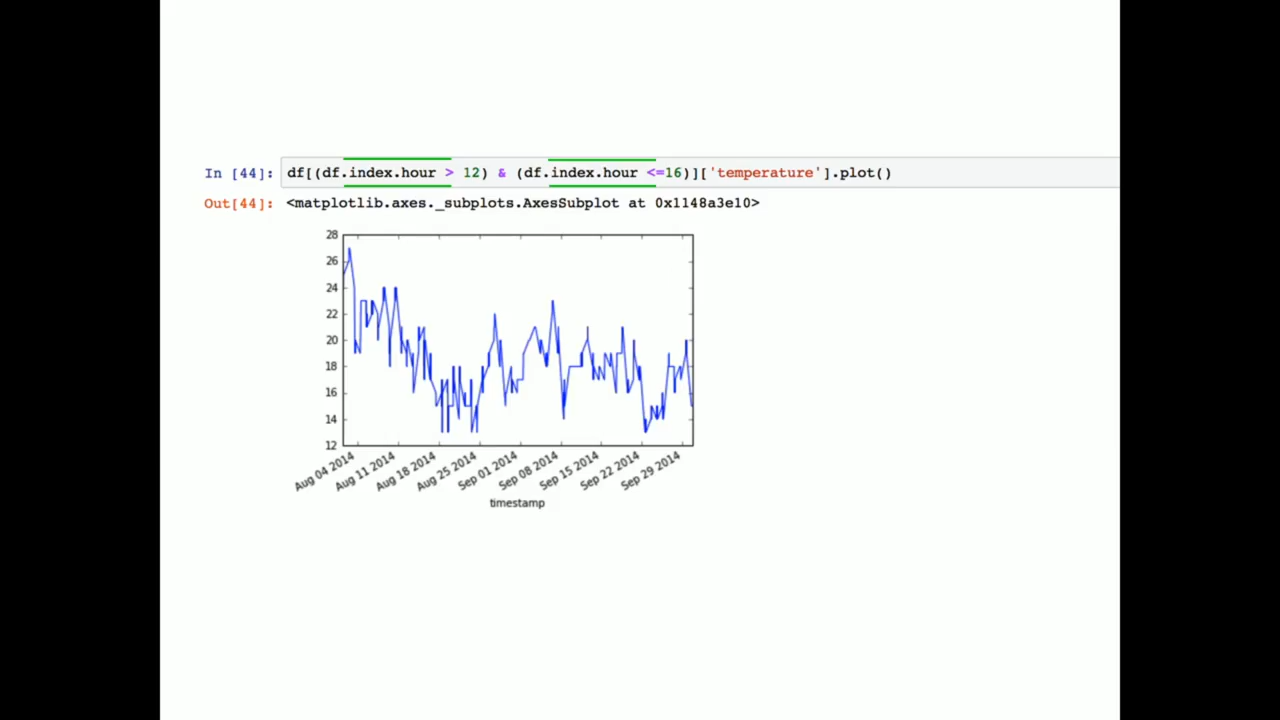 In [44]: df[(df.index.hour > 12) & (df.index.hour <=16)]['temperature'].plot()
Out[44]: <matplotlib.axes._subplots.AxesSubplot at 0x1148a3e10>
28
26
24
22
20
18
16
14
12
Aug 04 2014 Aug 11 2014 Aug 18 2014 Aug 25 2014 Sep 01 2014 Sep 08 2014 Sep 15 2014 Sep 22 2014 Sep 29 2014
timestamp